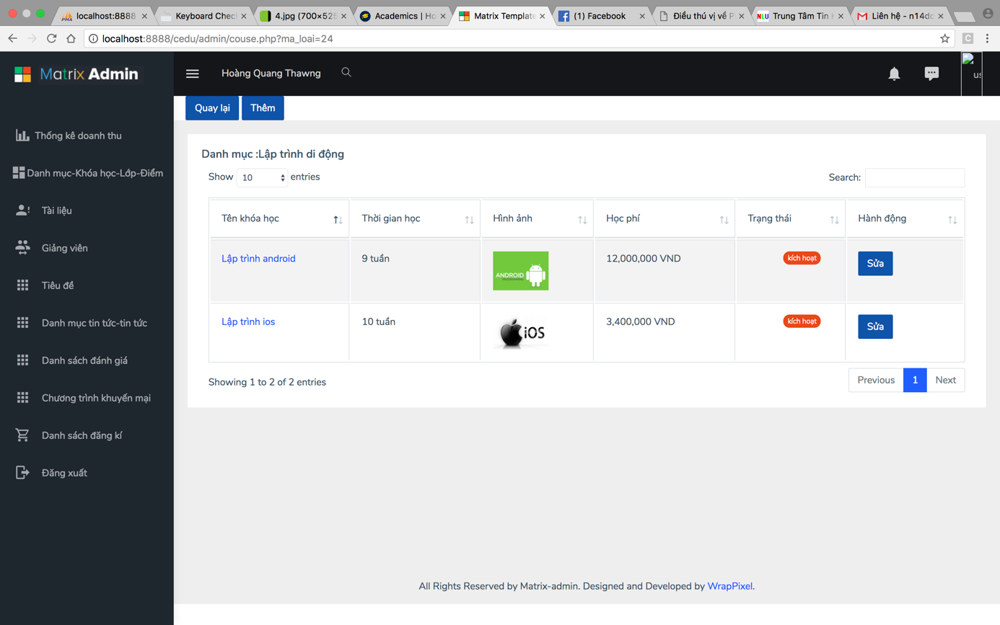 localhost:8888
Keyboard Chec
4.jpg (700×525
Academics | Ho
Matrix Template
(1) Facebook
Điều thú vị về P
NLU Trung Tâm Tin H
Liên hệ - n14dc
localhost:8888/cedu/admin/couse.php?ma_loai=24
C
Matrix Admin
Hoàng Quang Thawng
us
Quay lại
Thêm
Thống kê doanh thu
Danh mục-Khóa học-Lớp-Điểm
Tài liệu
Giảng viên
Tiêu đề
Danh mục tin tức-tin tức
Danh sách đánh giá
Chương trình khuyến mại
Danh sách đăng kí
Đăng xuất
Danh mục :Lập trình di động
Show 10 entries
Search:
Tên khóa học Thời gian học Hình ảnh Học phí Trạng thái Hành động
Lập trình android 9 tuần ANDROID 12,000,000 VND kích hoạt Sửa
Lập trình ios 10 tuần iOS 3,400,000 VND kích hoạt Sửa
Showing 1 to 2 of 2 entries
Previous 1 Next
All Rights Reserved by Matrix-admin. Designed and Developed by WrapPixel.